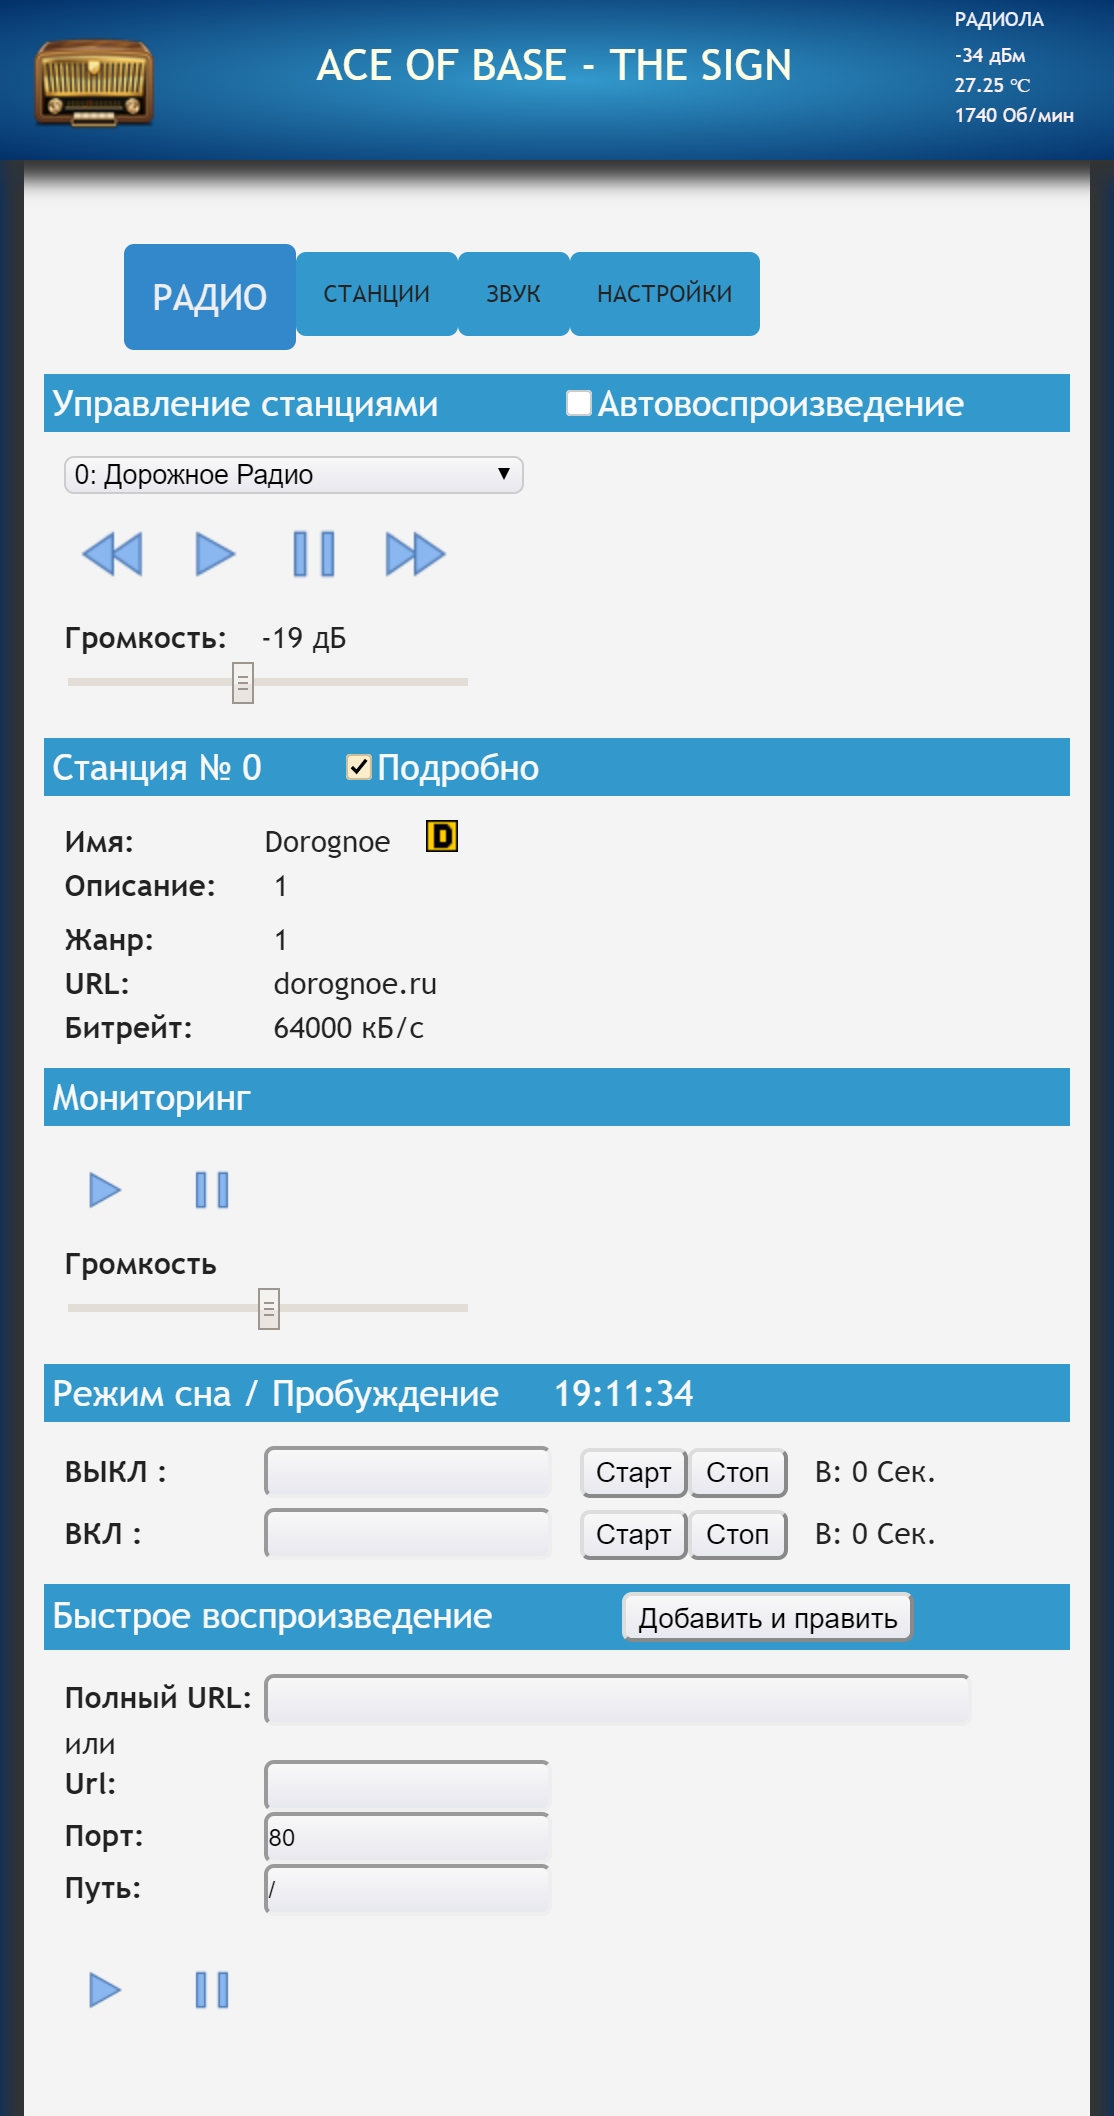 РАДИОЛА
ACE OF BASE - THE SIGN
-34 дБм
27.25 °C
1740 Об/мин
РАДИО СТАНЦИИ ЗВУК НАСТРОЙКИ
Управление станциями Автовоспроизведение
0: Дорожное Радио
Громкость: -19 дБ
Станция № 0 Подробно
Имя: Dorognoe D
Описание: 1
Жанр: 1
URL: dorognoe.ru
Битрейт: 64000 кБ/с
Мониторинг
Громкость
Режим сна / Пробуждение 19:11:34
ВЫКЛ : Старт Стоп В: 0 Сек.
ВКЛ : Старт Стоп В: 0 Сек.
Быстрое воспроизведение Добавить и править
Полный URL:
или
Url:
Порт: 80
Путь: /